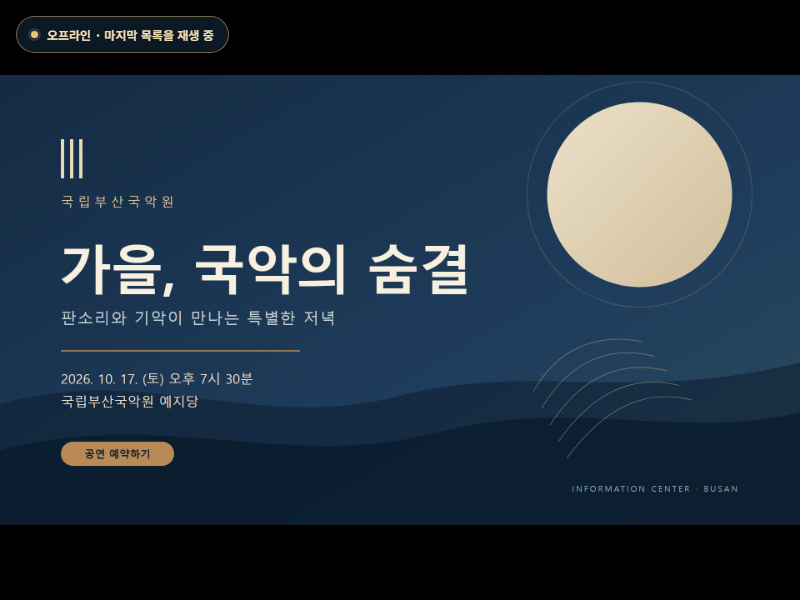 오프라인 · 마지막 목록을 재생 중
국립부산국악원
가을, 국악의 숨결
판소리와 기악이 만나는 특별한 저녁
2026. 10. 17. (토) 오후 7시 30분
국립부산국악원 예지당
공연 예약하기
INFORMATION CENTER · BUSAN